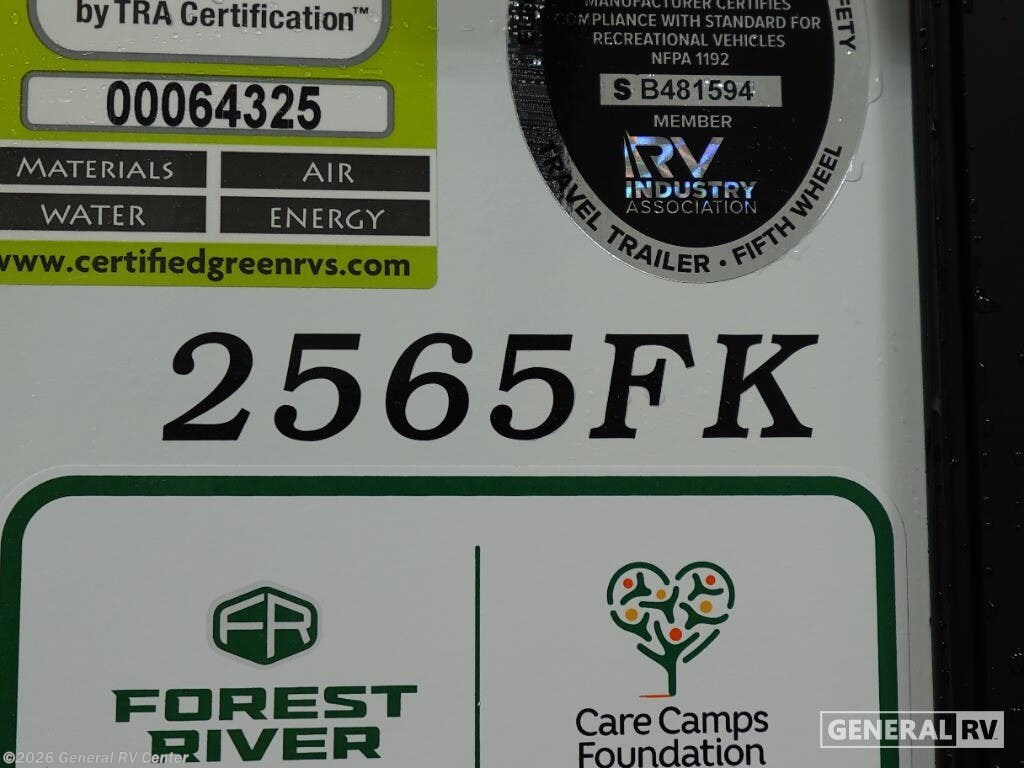 by TRA Certification™
00064325
MATERIALS
AIR
WATER
ENERGY
www.certifiedgreenrvs.com
MANUFACTURER CERTIFIES
COMPLIANCE WITH STANDARD FOR
RECREATIONAL VEHICLES
NFPA 1192
S B481594
MEMBER
RV
INDUSTRY
ASSOCIATION
TRAVEL TRAILER • FIFTH WHEEL
2565FK
FR
FOREST
RIVER
Care Camps
Foundation
GENERAL RV
©2026 General RV Center